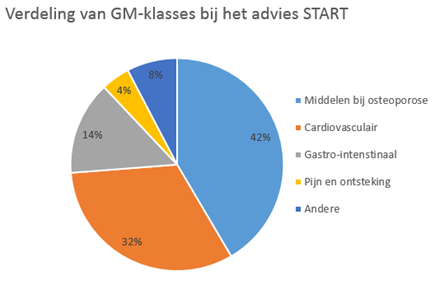 Verdeling van GM-klasses bij het advies START
8%
4%
14%
42%
32%
Middelen bij osteoporose
Cardiovasculair
Gastro-intenstinaal
Pijn en ontsteking
Andere